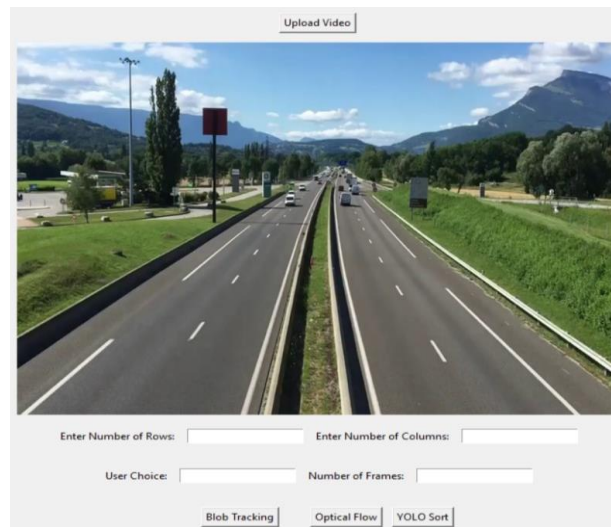 Upload Video
Enter Number of Rows: Enter Number of Columns:
User Choice: Number of Frames:
Blob Tracking Optical Flow YOLO Sort